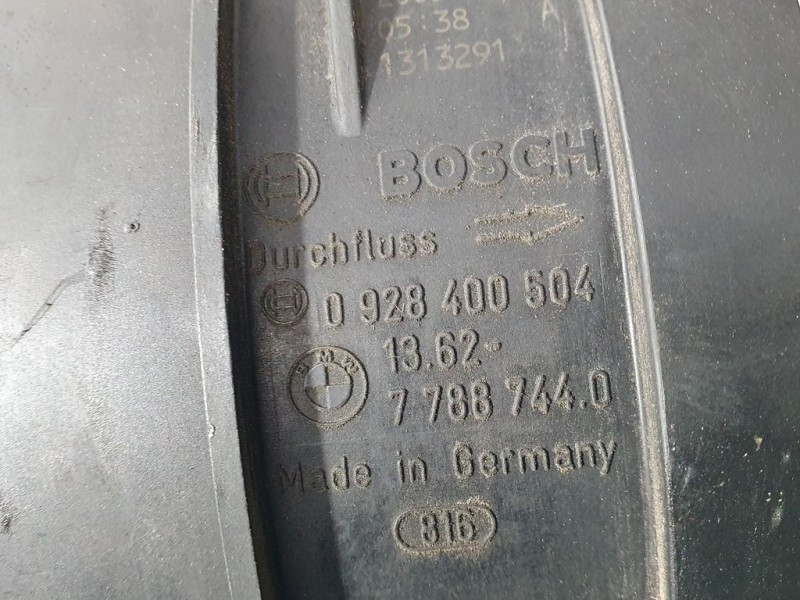 05:38 A
1313291
BOSCH
Durchfluss
0 928 400 504
BMW 13.62-
7 788 744.0
Made in Germany
816